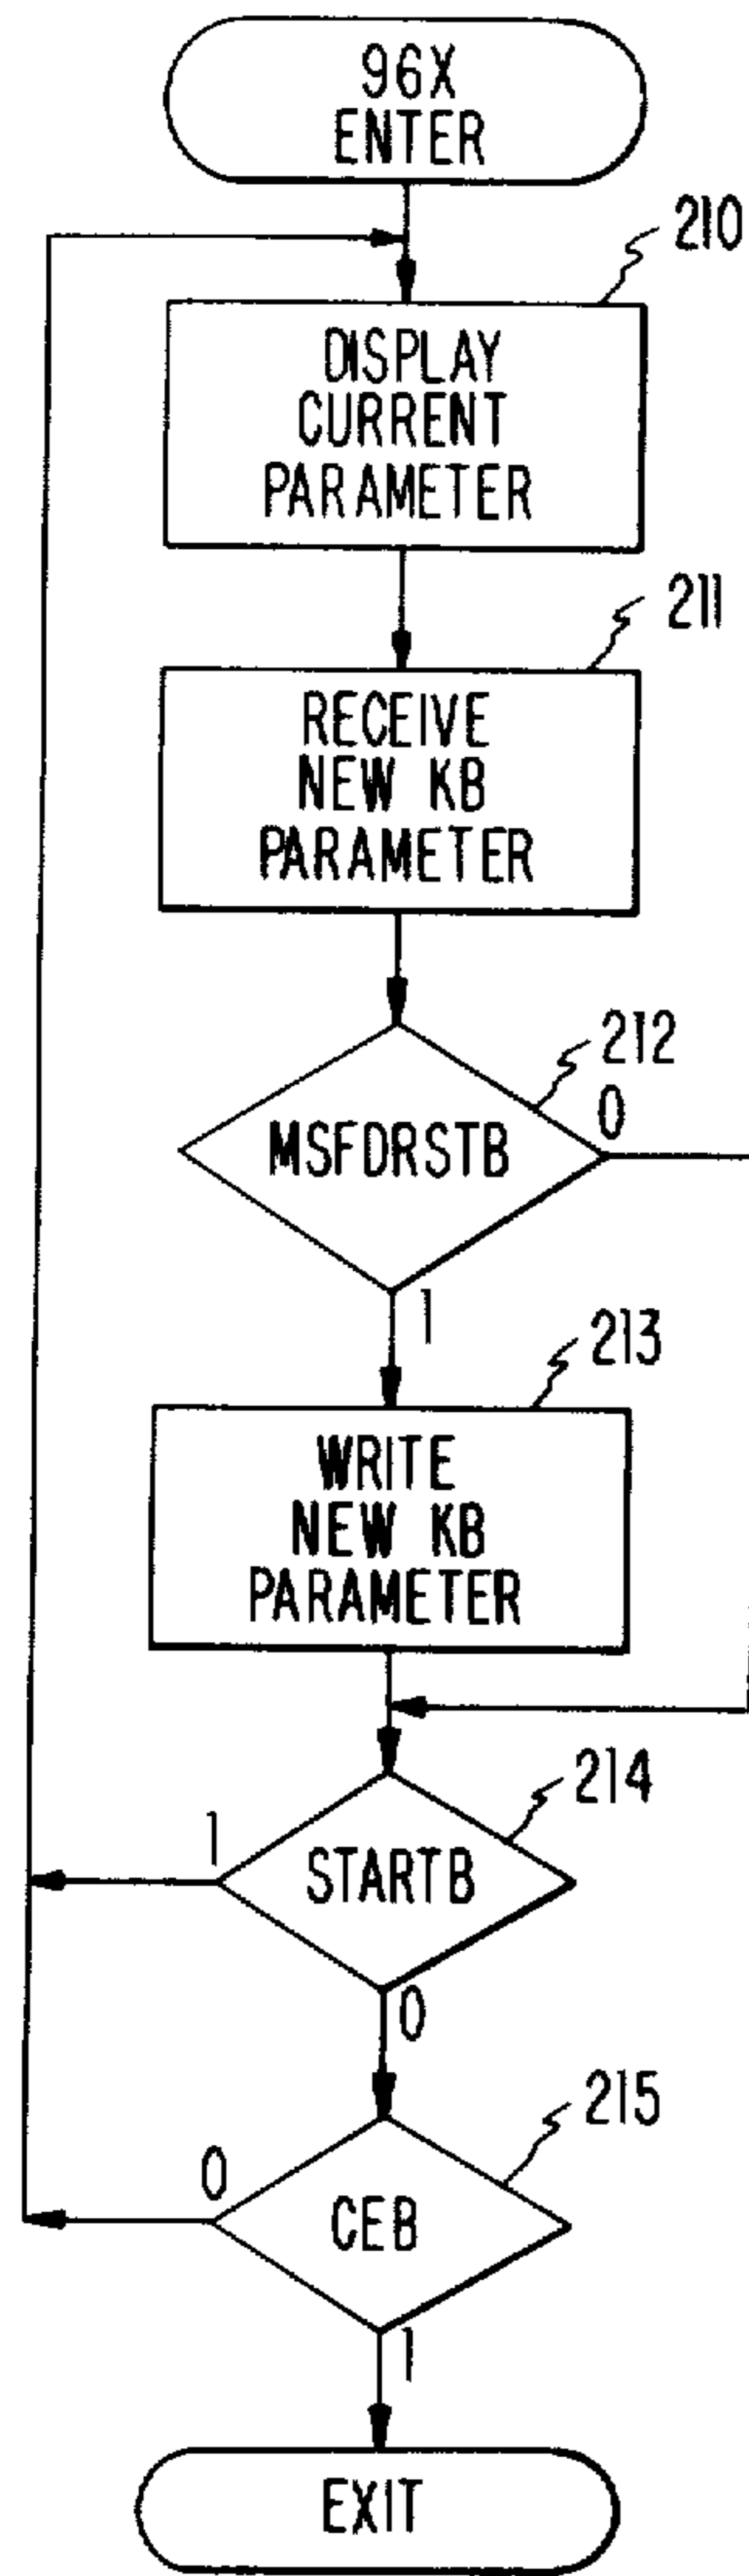 96X
ENTER
210
DISPLAY
CURRENT
PARAMETER
211
RECEIVE
NEW KB
PARAMETER
212
0
MSFDRSTB
1
213
WRITE
NEW KB
PARAMETER
214
1
STARTB
0
215
0
CEB
1
EXIT